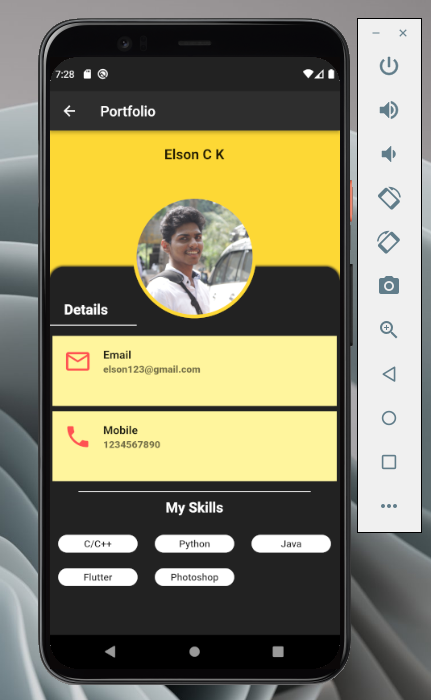 7:28
Portfolio
Elson C K
Details
Email
elson123@gmail.com
Mobile
1234567890
My Skills
C/C++
Python
Java
Flutter
Photoshop